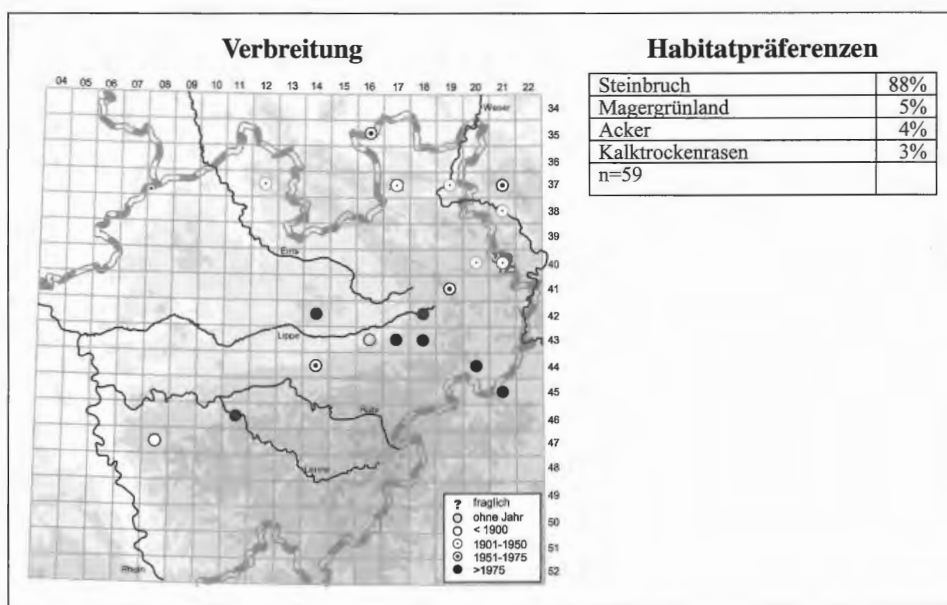 Verbreitung
04 05 06 07 08 09 10 11 12 13 14 15 16 17 18 19 20 21 22
34
35
36
37
38
40
41
42
43
44
45
46
47
48
49
50
51
52
Weser
Ems
Lippe
Ruhr
Lenne
Rhein
? fraglich
ohne Jahr
< 1900
1901-1950
1951-1975
>1975
Habitatpräferenzen
Steinbruch 88%
Magergrünland 5%
Acker 4%
Kalktrockenrasen 3%
n=59